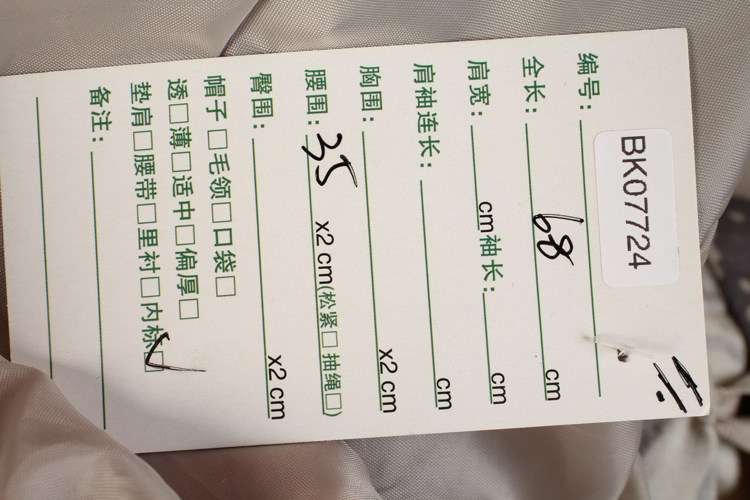 编号: BK07724
全长: 68 cm
肩宽: cm 袖长: cm
肩袖连长: cm
胸围: x2 cm
腰围: 35 x2 cm(松紧□ 抽绳□)
臀围: x2 cm
帽子□ 毛领□ 口袋□
透□ 薄□ 适中□ 偏厚□
垫肩□ 腰带□ 里衬□ 内标☑
备注: